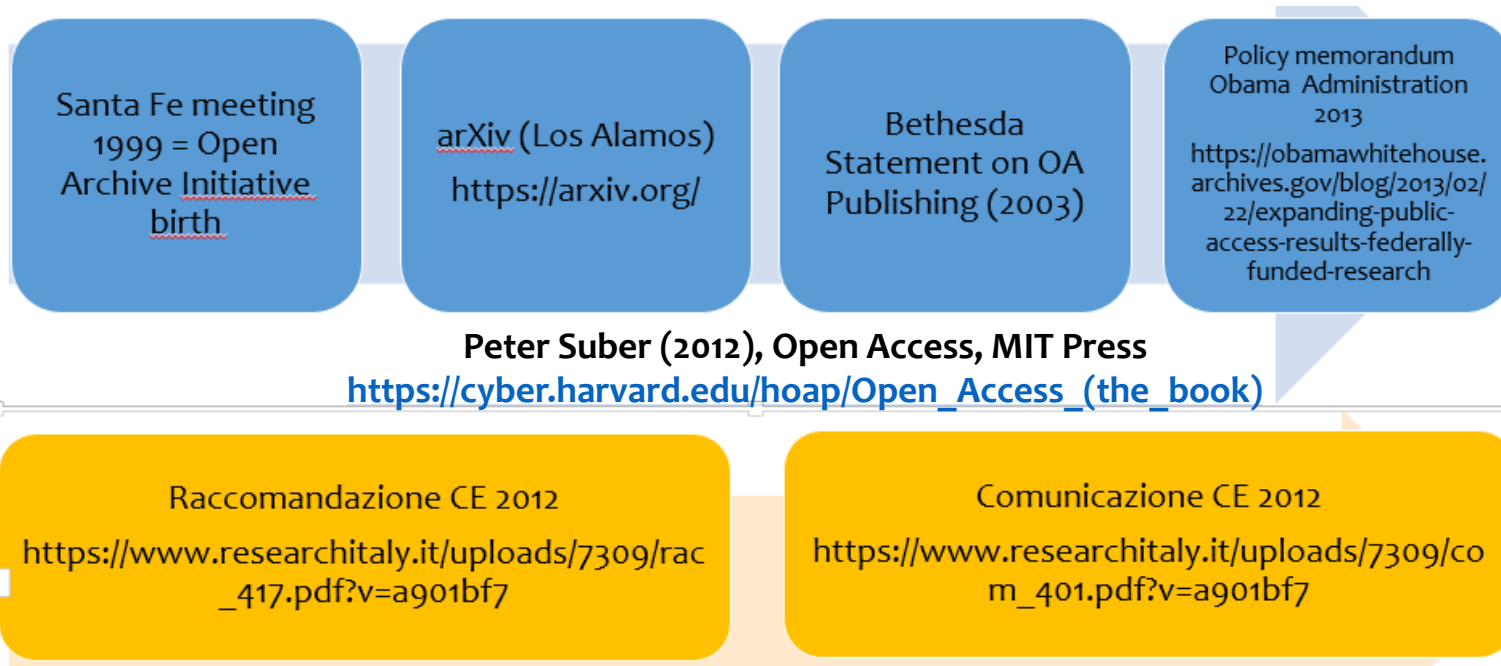 Santa Fe meeting
1999 = Open
Archive Initiative
birth
arXiv (Los Alamos)
https://arxiv.org/
Bethesda
Statement on OA
Publishing (2003)
Policy memorandum
Obama Administration
2013
https://obamawhitehouse.
archives.gov/blog/2013/02/
22/expanding-public-
access-results-federally-
funded-research
Peter Suber (2012), Open Access, MIT Press
https://cyber.harvard.edu/hoap/Open_Access_(the_book)
Raccomandazione CE 2012
https://www.researchitaly.it/uploads/7309/rac
_417.pdf?v=a901bf7
Comunicazione CE 2012
https://www.researchitaly.it/uploads/7309/co
m_401.pdf?v=a901bf7